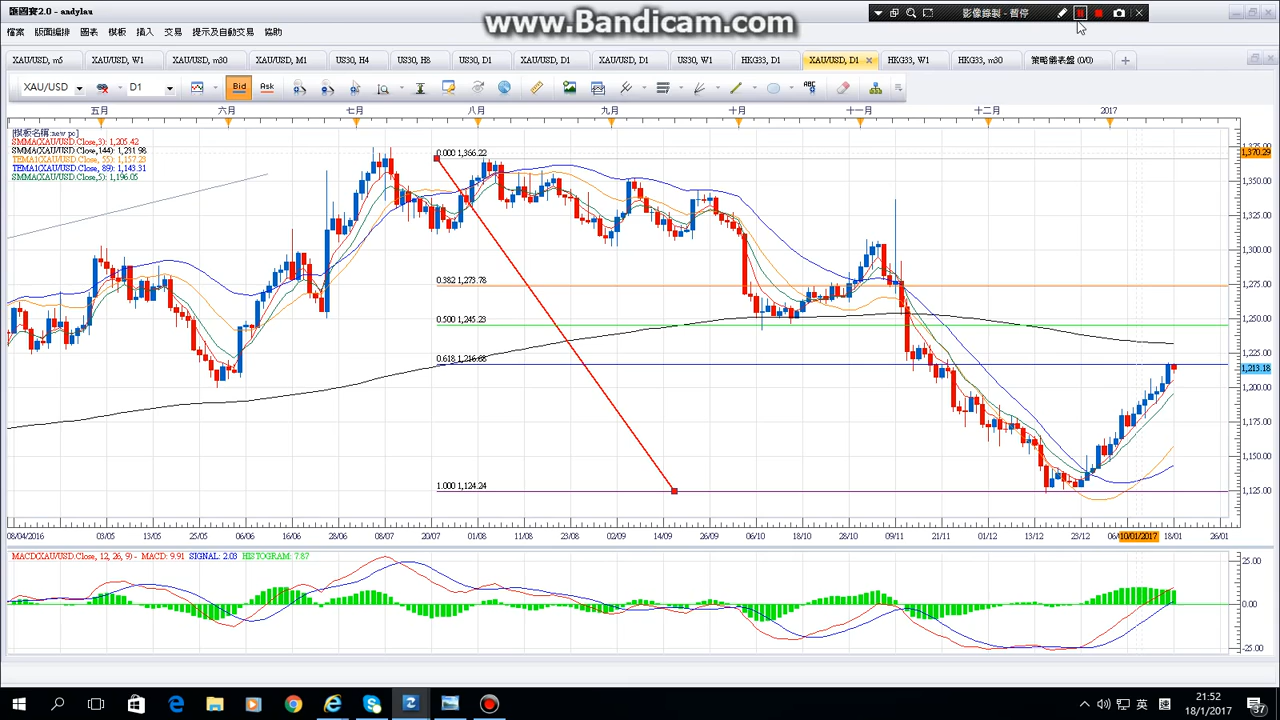 匯圖寶2.0 - andylau
www.Bandicam.com
影像錄製 - 暫停
檔案 版面編排 圖表 模板 插入 交易 提示及自動交易 協助
XAU/USD, m5 XAU/USD, W1 XAU/USD, m30 XAU/USD, M1 US30, H4 US30, H8 US30, D1 XAU/USD, XAU/USD, D1 US30, W1 HKG33, D1 XAU/USD, D1 HKG33, W1 HKG33, m30 策略儀表盤 (0/0)
XAU/USD D1 Bid Ask ABC
五月 六月 七月 八月 九月 十月 十一月 十二月 2017
[模板名稱:new pc]
SMMA(XAU/USD.Close,3): 1,205.42
SMMA(XAU/USD.Close,144): 1,231.98
TEMA1(XAU/USD.Close, 55): 1,157.23
TEMA1(XAU/USD.Close, 89): 1,143.31
SMMA(XAU/USD.Close,5): 1,196.05
0.000 1,366.22
0.382 1,273.78
0.500 1,245.23
0.618 1,216.68
1.000 1,124.24
1,375.00
1,370.29
1,350.00
1,325.00
1,300.00
1,275.00
1,250.00
1,225.00
1,213.18
1,200.00
1,175.00
1,150.00
1,125.00
08/04/2016 03/05 13/05 25/05 06/06 16/06 28/06 08/07 20/07 01/08 11/08 23/08 02/09 14/09 26/09 06/10 18/10 28/10 09/11 21/11 01/12 13/12 23/12 06/ 10/01/2017 18/01 26/01
MACD(XAU/USD.Close, 12, 26, 9) - MACD: 9.91 SIGNAL: 2.03 HISTOGRAM: 7.87
25.00
0.00
-25.00
英
21:52
18/1/2017
37